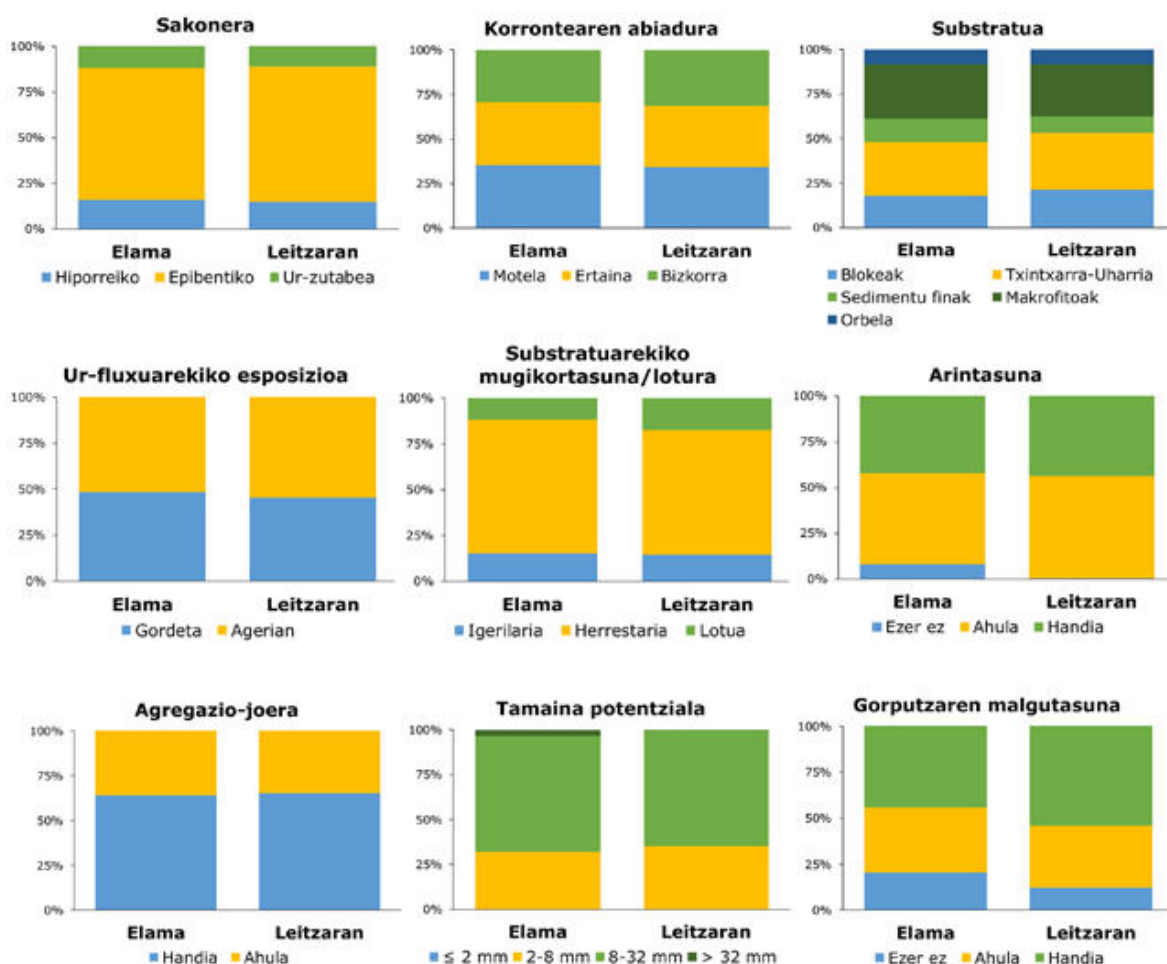 Sakonera
100%
75%
50%
25%
0%
Elama Leitzaran
Hiporreiko Epibentiko Ur-zutabea
Korrontearen abiadura
100%
75%
50%
25%
0%
Elama Leitzaran
Motela Ertaina Bizkorra
Substratua
100%
75%
50%
25%
0%
Elama Leitzaran
Blokeak Txintxarra-Uharria
Sedimentu finak Makrofitoak
Orbela
Ur-fluxuarekiko esposizioa
100%
75%
50%
25%
0%
Elama Leitzaran
Gordeta Agerian
Substratuarekiko
mugikortasuna/lotura
100%
75%
50%
25%
0%
Elama Leitzaran
Igerilaria Herrestaria Lotua
Arintasuna
100%
75%
50%
25%
0%
Elama Leitzaran
Ezer ez Ahula Handia
Agregazio-joera
100%
75%
50%
25%
0%
Elama Leitzaran
Handia Ahula
Tamaina potentziala
100%
75%
50%
25%
0%
Elama Leitzaran
≤ 2 mm 2-8 mm 8-32 mm > 32 mm
Gorputzaren malgutasuna
100%
75%
50%
25%
0%
Elama Leitzaran
Ezer ez Ahula Handia